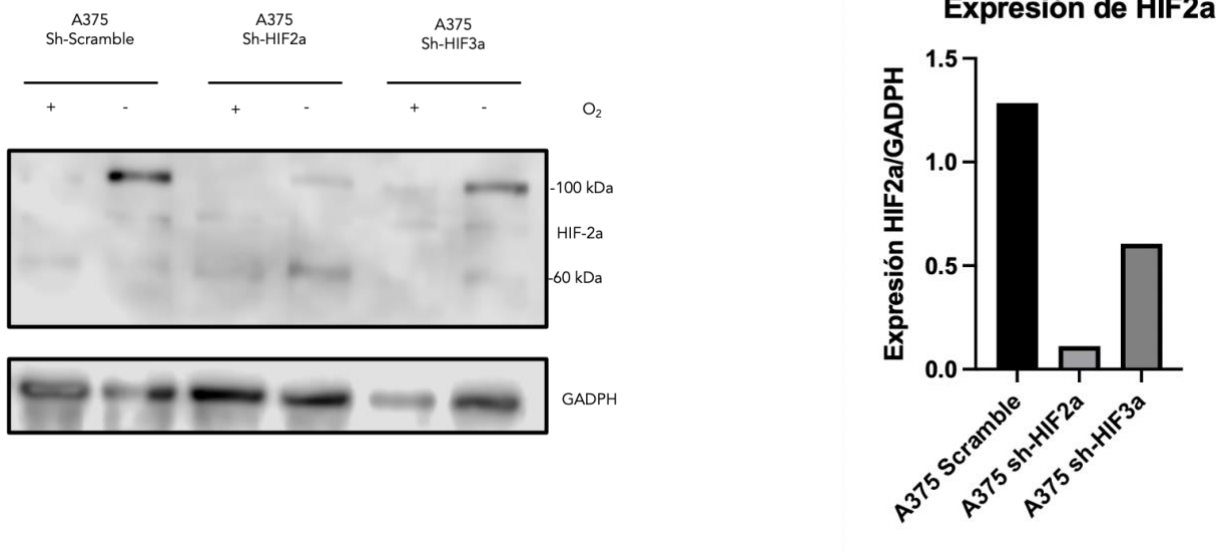 A375
Sh-Scramble
A375
Sh-HIF2a
A375
Sh-HIF3a
+ - + - + - O₂
-100 kDa
HIF-2a
-60 kDa
GADPH
Expresión de HIF2a
Expresión HIF2a/GADPH
1.5
1.0
0.5
0.0
A375 Scramble
A375 sh-HIF2a
A375 sh-HIF3a